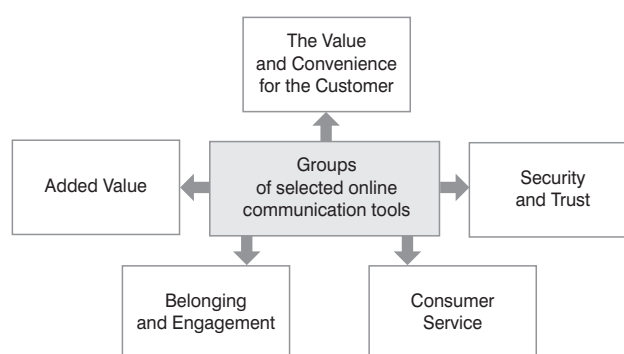 The Value
and Convenience
for the Customer
Added Value
Groups
of selected online
communication tools
Security
and Trust
Belonging
and Engagement
Consumer
Service